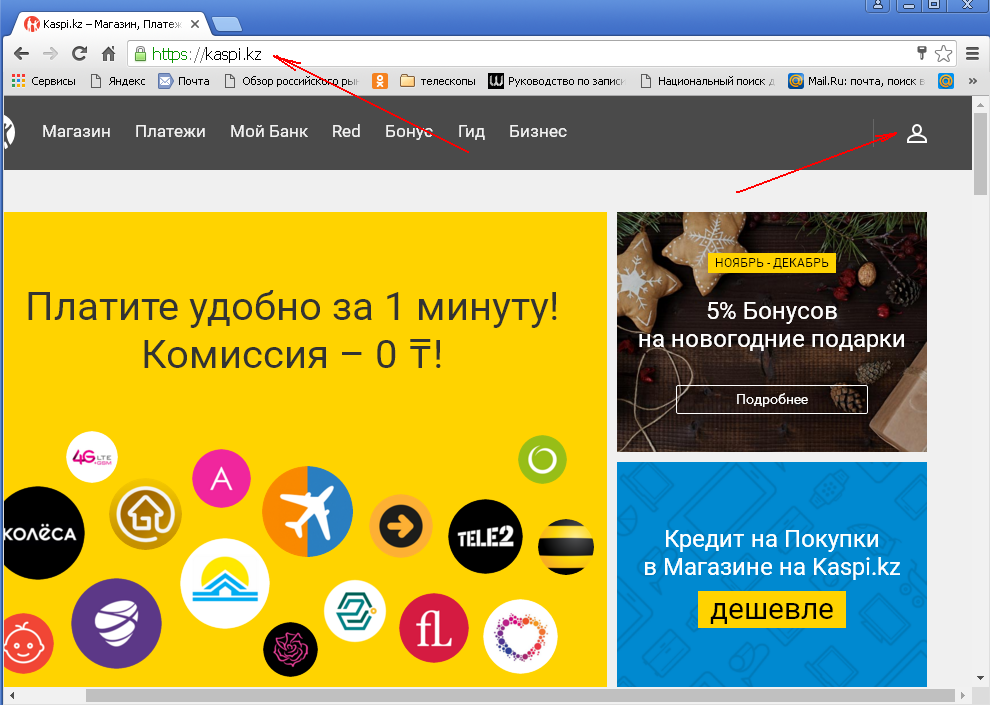 Kaspi.kz – Магазин, Платеж
https://kaspi.kz
Сервисы
Яндекс
Почта
Обзор российского рын
телескопы
Руководство по запис
Национальный поиск д
Mail.Ru: почта, поиск в
»
Магазин
Платежи
Мой Банк
Red
Бонус
Гид
Бизнес
Платите удобно за 1 минуту!
Комиссия – 0 ₸!
4G LTE
+GSM
A
КОЛЁСА
TELE2
fl
НОЯБРЬ - ДЕКАБРЬ
5% Бонусов
на новогодние подарки
Подробнее
Кредит на Покупки
в Магазине на Kaspi.kz
дешевле